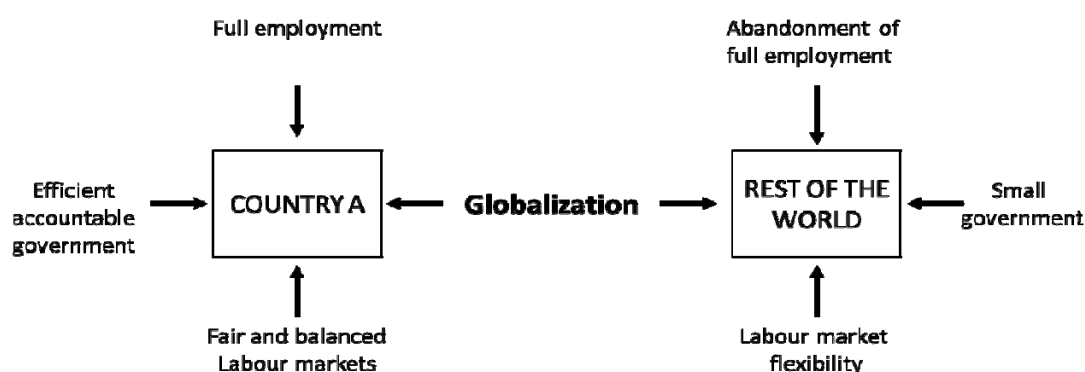 Full employment
Abandonment of
full employment
Efficient
accountable
government
COUNTRY A
Globalization
REST OF THE
WORLD
Small
government
Fair and balanced
Labour markets
Labour market
flexibility